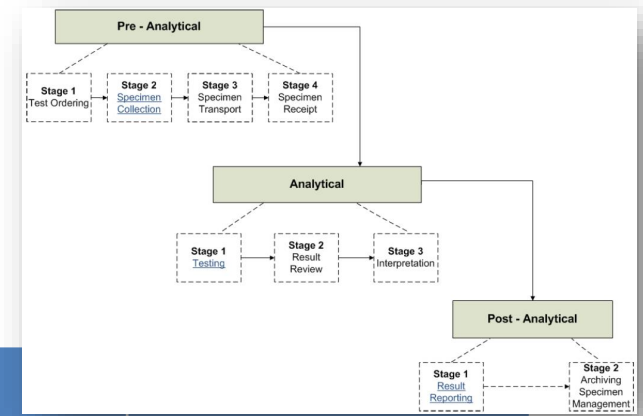 Pre - Analytical
Stage 1
Test Ordering
Stage 2
Specimen
Collection
Stage 3
Specimen
Transport
Stage 4
Specimen
Receipt
Analytical
Stage 1
Testing
Stage 2
Result
Review
Stage 3
Interpretation
Post - Analytical
Stage 1
Result
Reporting
Stage 2
Archiving
Specimen
Management